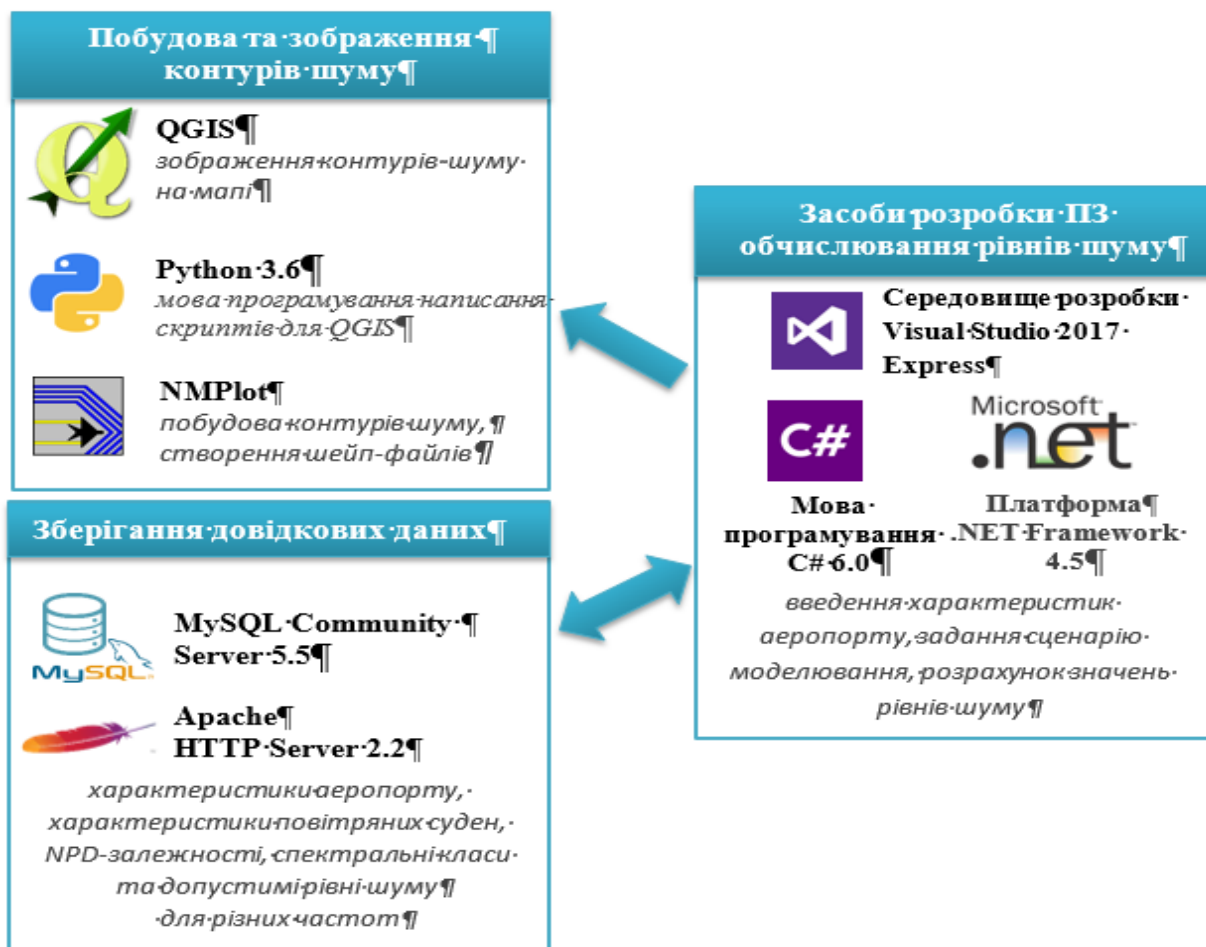 Побудова·та·зображення·¶
контурів·шуму¶
QGIS¶
зображення·контурів·шуму·
на·мапі¶
Python·3.6¶
мова·програмування·написання·
скриптів·для·QGIS¶
NMPlot¶
побудова·контурів·шуму,·¶
створення·шейп-файлів¶
Зберігання·довідкових·даних¶
MySQL
MySQL·Community·¶
Server·5.5¶
Apache¶
HTTP·Server·2.2¶
характеристики·аеропорту,·
характеристики·повітряних·суден,·
NPD-залежності,·спектральні·класи·
та·допустимі·рівні·шуму¶
·для·різних·частот¶
Засоби·розробки·ПЗ·
обчислювання·рівнів·шуму¶
Середовище·розробки·
Visual·Studio·2017·
Express¶
C#
Microsoft
.net
Мова·
програмування·
C#·6.0¶
Платформа¶
.NET·Framework·
4.5¶
введення·характеристик·
аеропорту,·задання·сценарію·
моделювання,·розрахунок·значень·
рівнів·шуму¶